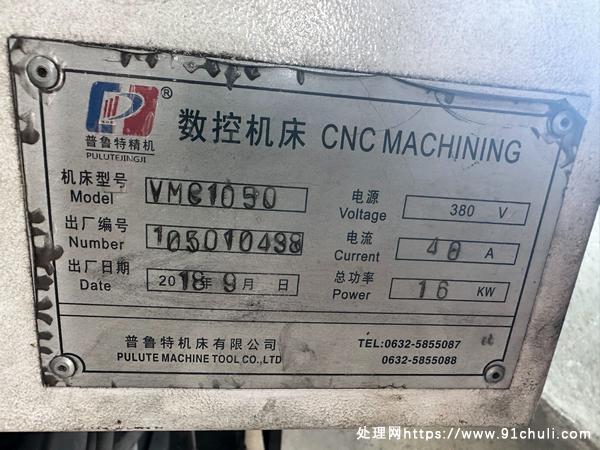 普鲁特精机
PULUTEJINGJI
®
数控机床 CNC MACHINING
机床型号 Model VMC1050
电源 Voltage 380 V
出厂编号 Number 105010498
电流 Current 40 A
出厂日期 Date 2018年9月 日
总功率 Power 16 KW
普鲁特机床有限公司
PULUTE MACHINE TOOL CO.,LTD
TEL:0632-5855087
0632-5855088
处理网https://www.91chuli.com/